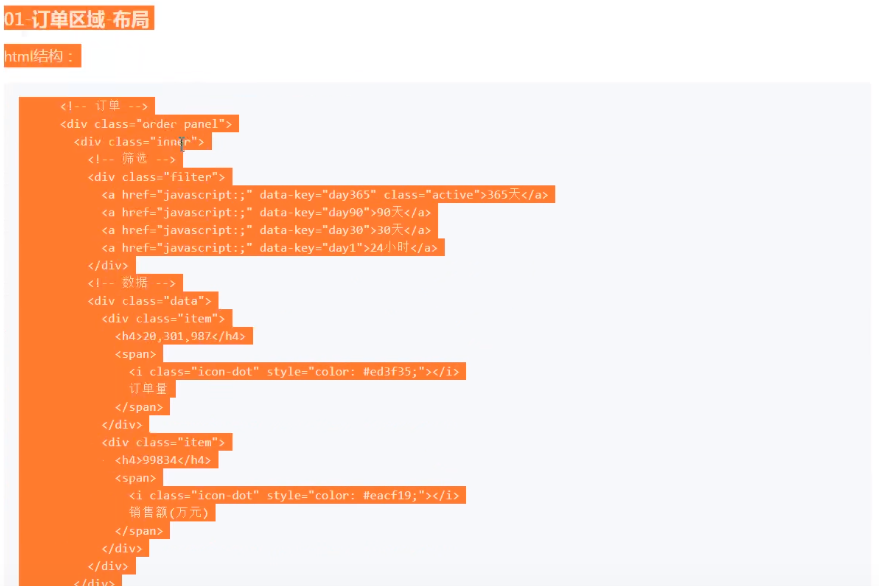 01-订单区域-布局
html结构：
<!-- 订单 -->
<div class="order panel">
<div class="inner">
<!-- 筛选 -->
<div class="filter">
<a href="javascript:;" data-key="day365" class="active">365天</a>
<a href="javascript:;" data-key="day90">90天</a>
<a href="javascript:;" data-key="day30">30天</a>
<a href="javascript:;" data-key="day1">24小时</a>
</div>
<!-- 数据 -->
<div class="data">
<div class="item">
<h4>20,301,987</h4>
<span>
<i class="icon-dot" style="color: #ed3f35;"></i>
订单量
</span>
</div>
<div class="item">
<h4>99834</h4>
<span>
<i class="icon-dot" style="color: #eacf19;"></i>
销售额(万元)
</span>
</div>
</div>
</div>